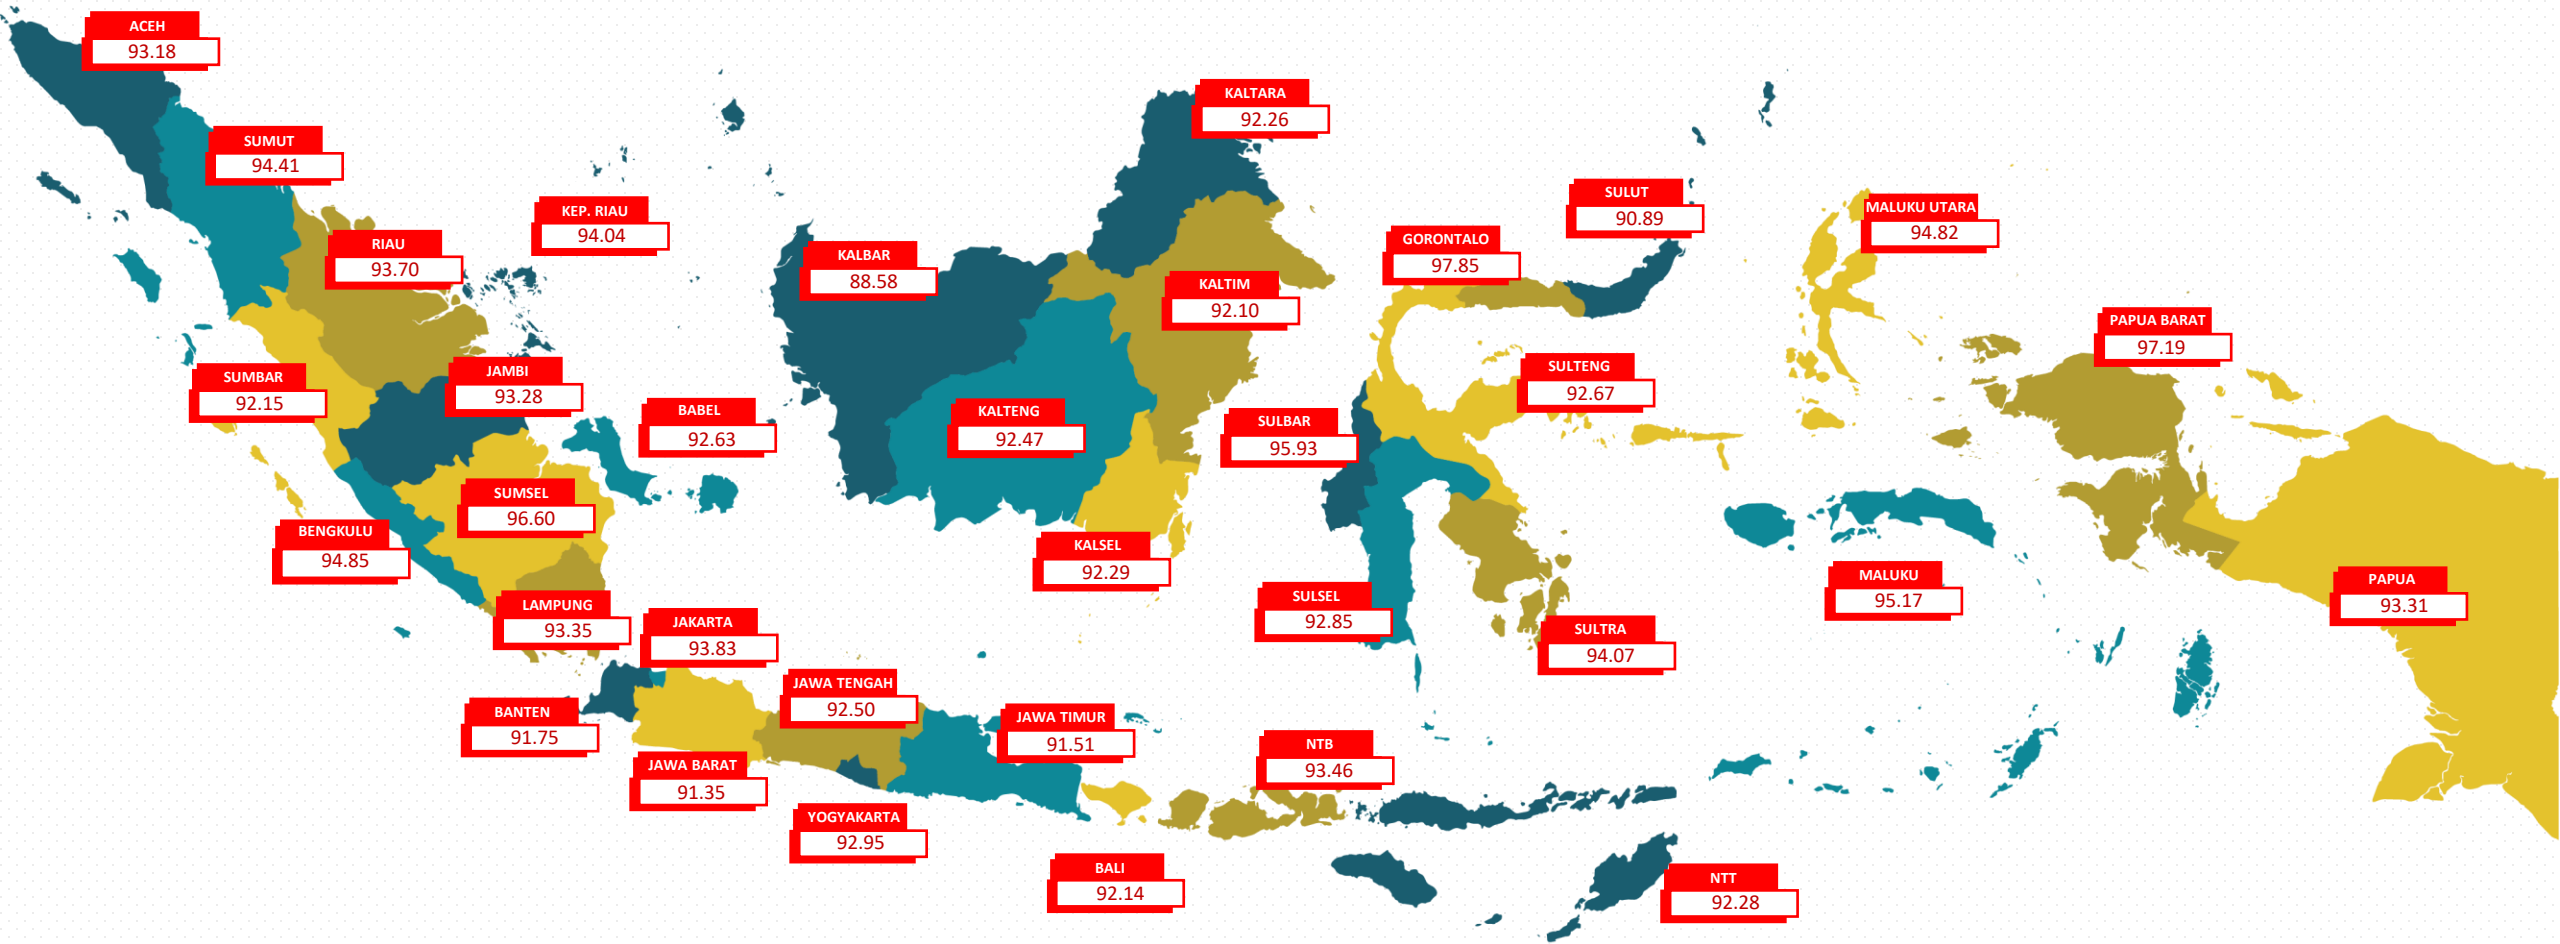 ACEH
93.18
SUMUT
94.41
KEP. RIAU
94.04
RIAU
93.70
SUMBAR
92.15
JAMBI
93.28
BABEL
92.63
SUMSEL
96.60
BENGKULU
94.85
LAMPUNG
93.35
JAKARTA
93.83
BANTEN
91.75
JAWA BARAT
91.35
JAWA TENGAH
92.50
YOGYAKARTA
92.95
JAWA TIMUR
91.51
BALI
92.14
NTB
93.46
NTT
92.28
KALTARA
92.26
KALBAR
88.58
KALTIM
92.10
KALTENG
92.47
KALSEL
92.29
SULUT
90.89
GORONTALO
97.85
SULTENG
92.67
SULBAR
95.93
SULSEL
92.85
SULTRA
94.07
MALUKU UTARA
94.82
MALUKU
95.17
PAPUA BARAT
97.19
PAPUA
93.31